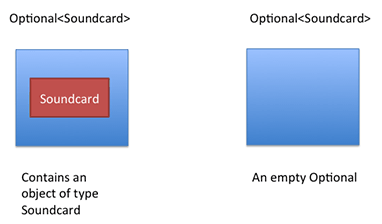 Optional<Soundcard>
Optional<Soundcard>
Soundcard
Contains an
object of type
Soundcard
An empty Optional